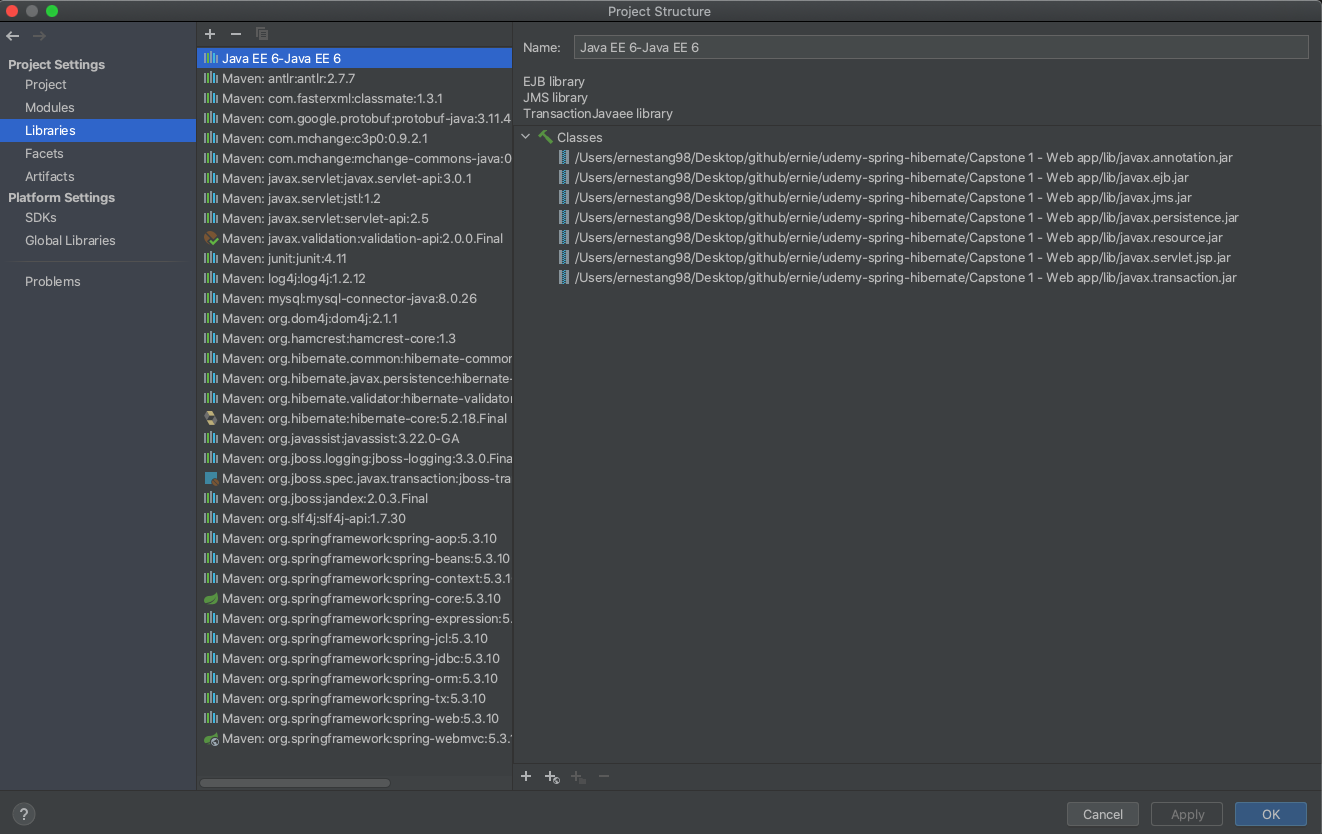 Project Structure
Project Settings
Project
Modules
Libraries
Facets
Artifacts
Platform Settings
SDKs
Global Libraries
Problems
Java EE 6-Java EE 6
Maven: antlr:antlr:2.7.7
Maven: com.fasterxml:classmate:1.3.1
Maven: com.google.protobuf:protobuf-java:3.11.4
Maven: com.mchange:c3p0:0.9.2.1
Maven: com.mchange:mchange-commons-java:0
Maven: javax.servlet:javax.servlet-api:3.0.1
Maven: javax.servlet:jstl:1.2
Maven: javax.servlet:servlet-api:2.5
Maven: javax.validation:validation-api:2.0.0.Final
Maven: junit:junit:4.11
Maven: log4j:log4j:1.2.12
Maven: mysql:mysql-connector-java:8.0.26
Maven: org.dom4j:dom4j:2.1.1
Maven: org.hamcrest:hamcrest-core:1.3
Maven: org.hibernate.common:hibernate-common
Maven: org.hibernate.javax.persistence:hibernate-
Maven: org.hibernate.validator:hibernate-validator
Maven: org.hibernate:hibernate-core:5.2.18.Final
Maven: org.javassist:javassist:3.22.0-GA
Maven: org.jboss.logging:jboss-logging:3.3.0.Fina
Maven: org.jboss.spec.javax.transaction:jboss-tra
Maven: org.jboss:jandex:2.0.3.Final
Maven: org.slf4j:slf4j-api:1.7.30
Maven: org.springframework:spring-aop:5.3.10
Maven: org.springframework:spring-beans:5.3.10
Maven: org.springframework:spring-context:5.3.1
Maven: org.springframework:spring-core:5.3.10
Maven: org.springframework:spring-expression:5.
Maven: org.springframework:spring-jcl:5.3.10
Maven: org.springframework:spring-jdbc:5.3.10
Maven: org.springframework:spring-orm:5.3.10
Maven: org.springframework:spring-tx:5.3.10
Maven: org.springframework:spring-web:5.3.10
Maven: org.springframework:spring-webmvc:5.3.1
Name: Java EE 6-Java EE 6
EJB library
JMS library
TransactionJavaee library
Classes
/Users/ernestang98/Desktop/github/ernie/udemy-spring-hibernate/Capstone 1 - Web app/lib/javax.annotation.jar
/Users/ernestang98/Desktop/github/ernie/udemy-spring-hibernate/Capstone 1 - Web app/lib/javax.ejb.jar
/Users/ernestang98/Desktop/github/ernie/udemy-spring-hibernate/Capstone 1 - Web app/lib/javax.jms.jar
/Users/ernestang98/Desktop/github/ernie/udemy-spring-hibernate/Capstone 1 - Web app/lib/javax.persistence.jar
/Users/ernestang98/Desktop/github/ernie/udemy-spring-hibernate/Capstone 1 - Web app/lib/javax.resource.jar
/Users/ernestang98/Desktop/github/ernie/udemy-spring-hibernate/Capstone 1 - Web app/lib/javax.servlet.jsp.jar
/Users/ernestang98/Desktop/github/ernie/udemy-spring-hibernate/Capstone 1 - Web app/lib/javax.transaction.jar
? Cancel Apply OK